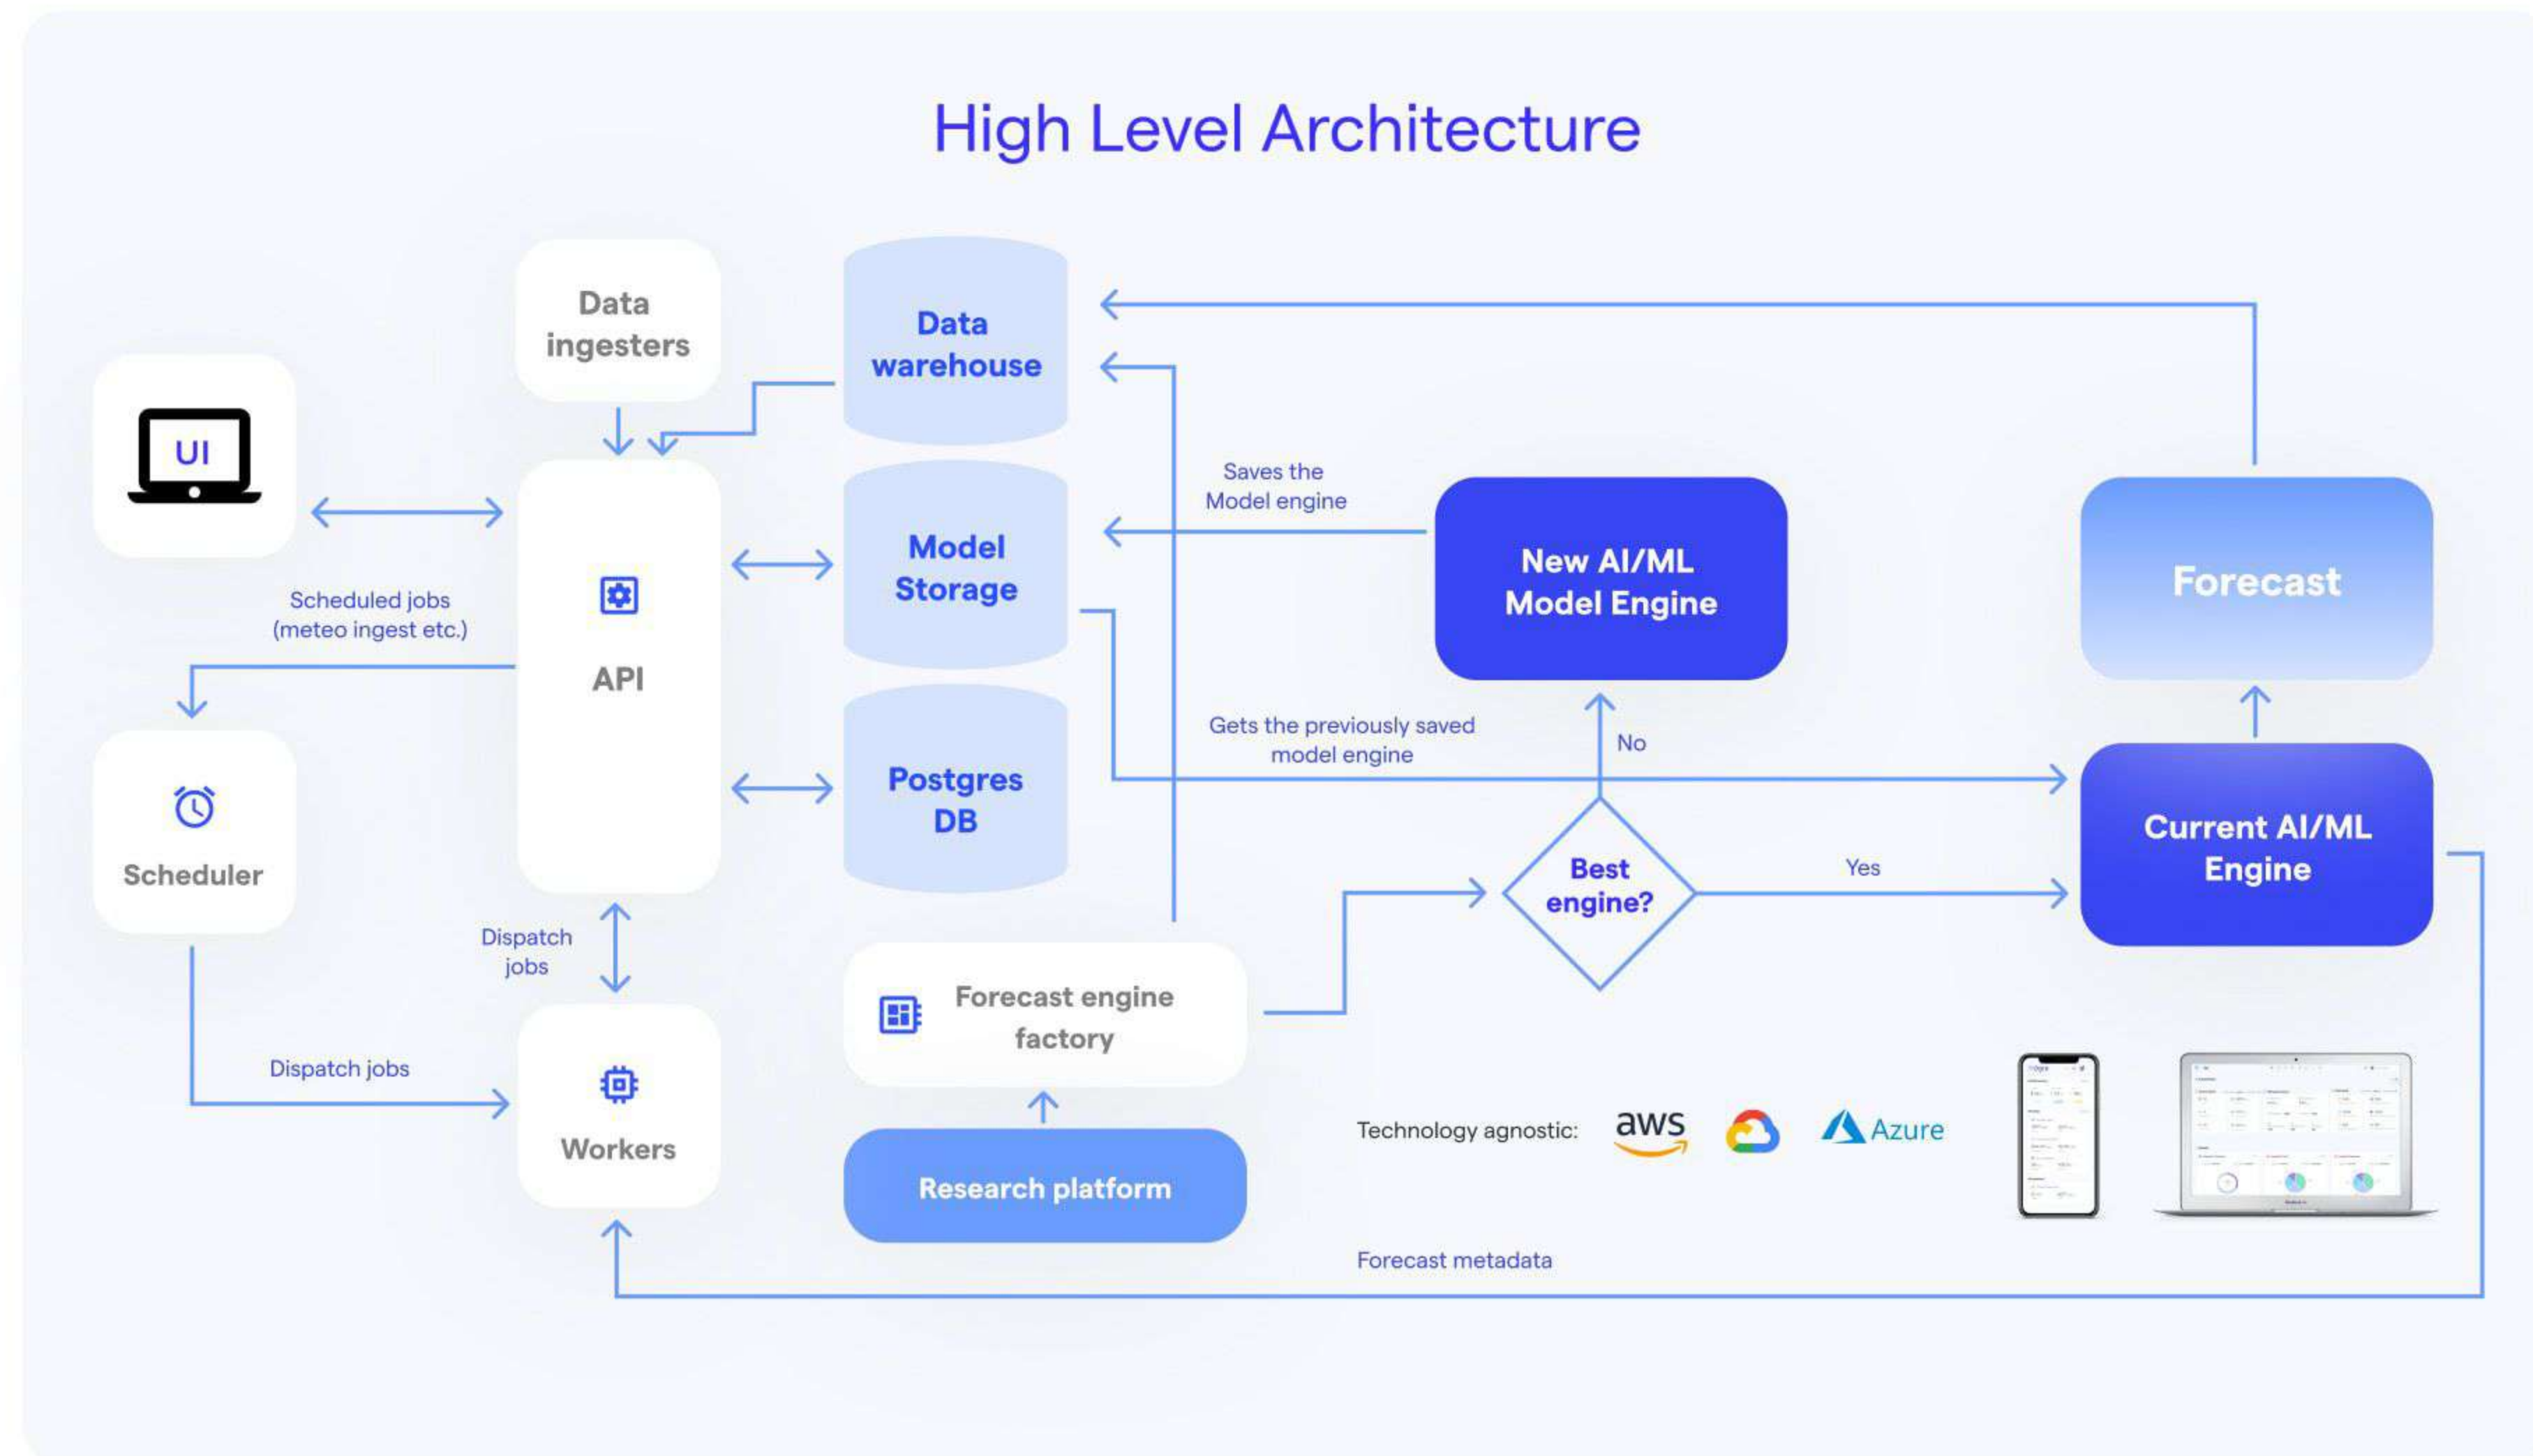 High Level Architecture
Data
ingesters
Data
warehouse
UI
Saves the
Model engine
Model
Storage
New AI/ML
Model Engine
Forecast
Scheduled jobs
(meteo ingest etc.)
API
Gets the previously saved
model engine
No
Postgres
DB
Current AI/ML
Engine
Best
engine?
Yes
Scheduler
Dispatch
jobs
Forecast engine
factory
Dispatch jobs
Workers
Technology agnostic:
aws
Azure
Research platform
Forecast metadata